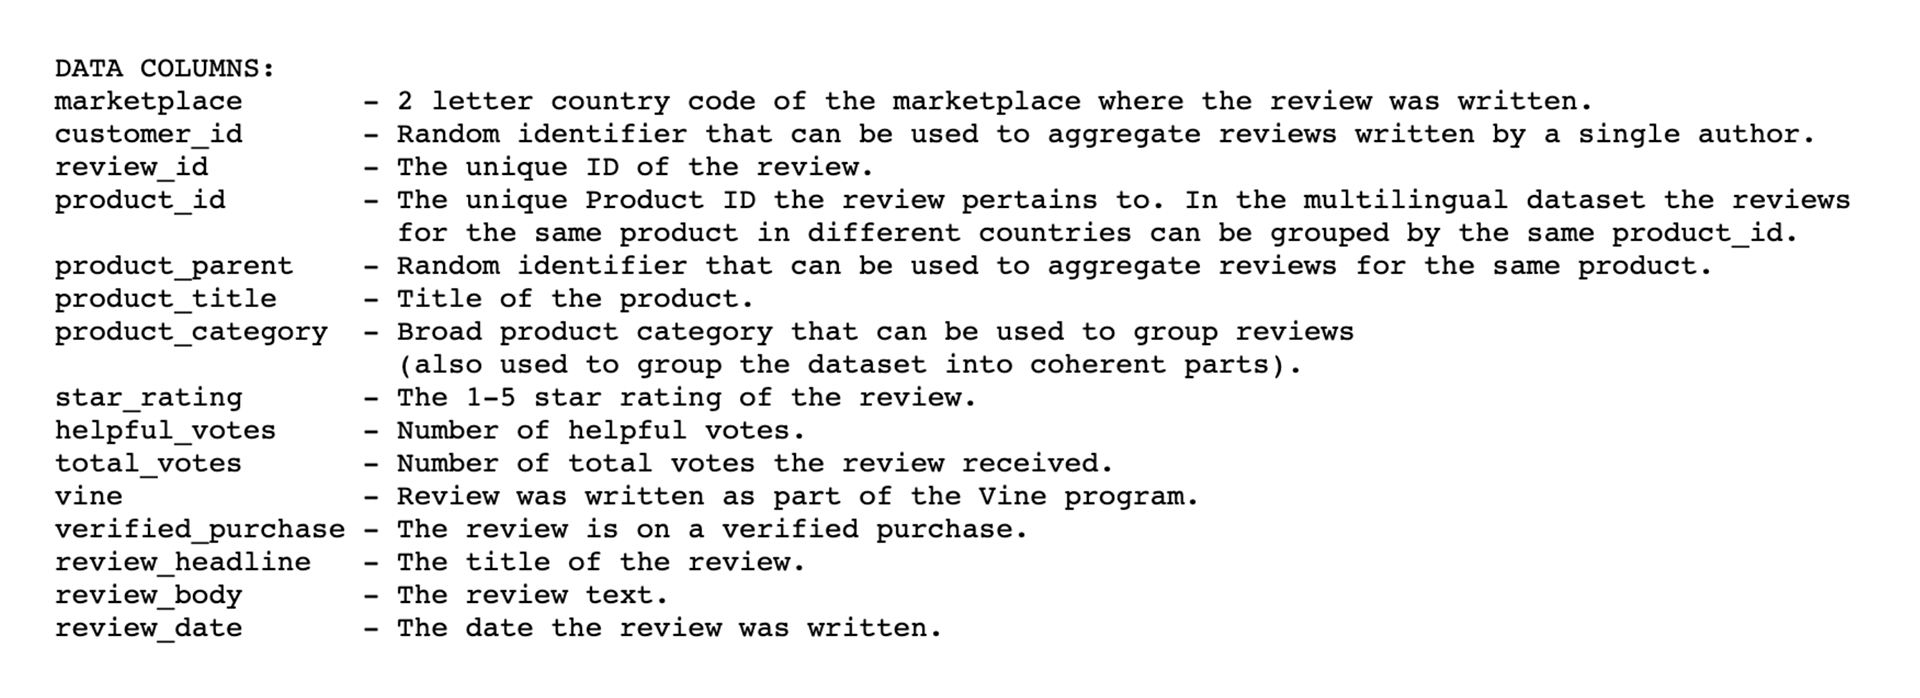 DATA COLUMNS:
marketplace - 2 letter country code of the marketplace where the review was written.
customer_id - Random identifier that can be used to aggregate reviews written by a single author.
review_id - The unique ID of the review.
product_id - The unique Product ID the review pertains to. In the multilingual dataset the reviews
for the same product in different countries can be grouped by the same product_id.
product_parent - Random identifier that can be used to aggregate reviews for the same product.
product_title - Title of the product.
product_category - Broad product category that can be used to group reviews
(also used to group the dataset into coherent parts).
star_rating - The 1-5 star rating of the review.
helpful_votes - Number of helpful votes.
total_votes - Number of total votes the review received.
vine - Review was written as part of the Vine program.
verified_purchase - The review is on a verified purchase.
review_headline - The title of the review.
review_body - The review text.
review_date - The date the review was written.